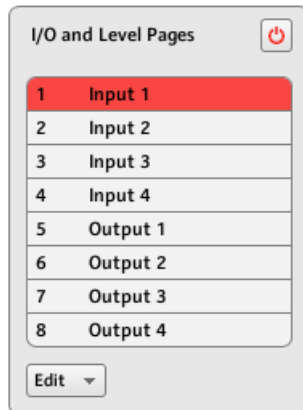 I/O and Level Pages
1 Input 1
2 Input 2
3 Input 3
4 Input 4
5 Output 1
6 Output 2
7 Output 3
8 Output 4
Edit